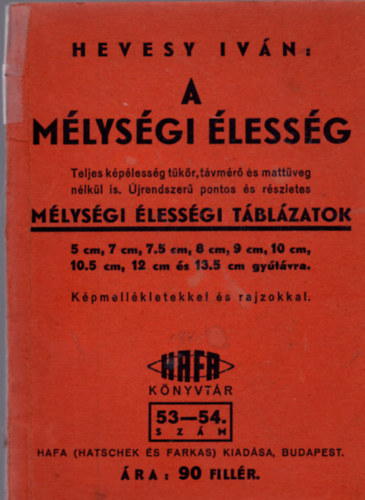 HEVESY IVÁN:
A
MÉLYSÉGI ÉLESSÉG
Teljes képélesség tükör, távmérő és mattüveg
nélkül is. Újrendszerű pontos és részletes
MÉLYSÉGI ÉLESSÉGI TÁBLÁZATOK
5 cm, 7 cm, 7.5 cm, 8 cm, 9 cm, 10 cm,
10.5 cm, 12 cm és 13.5 cm gyútávra.
Képmellékletekkel és rajzokkal.
HAFA
KÖNYVTÁR
53—54.
SZÁM
HAFA (HATSCHEK ÉS FARKAS) KIADÁSA, BUDAPEST.
ÁRA: 90 FILLÉR.